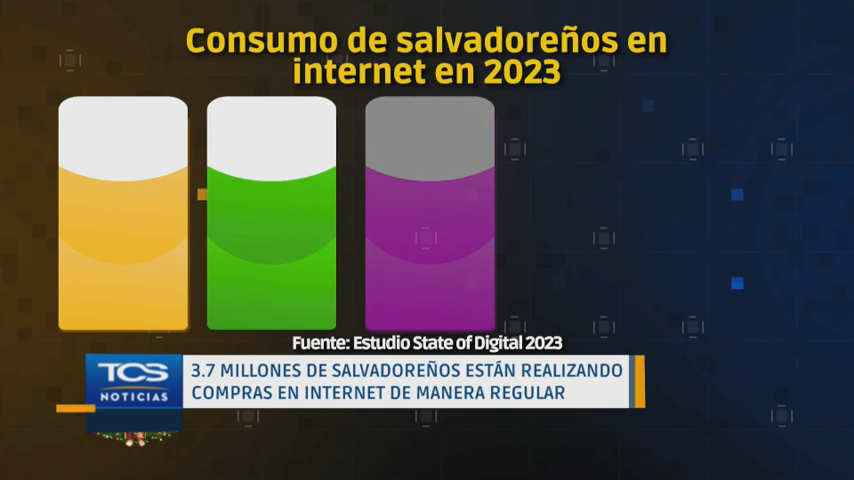 Consumo de salvadoreños en
internet en 2023
Fuente: Estudio State of Digital 2023
TCS
NOTICIAS
3.7 MILLONES DE SALVADOREÑOS ESTÁN REALIZANDO
COMPRAS EN INTERNET DE MANERA REGULAR